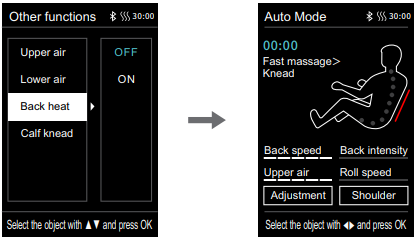 Other functions 30:00
Upper air OFF
Lower air ON
Back heat
Calf knead
Select the object with ▲▼ and press OK
Auto Mode 30:00
00:00
Fast massage>
Knead
Back speed Back intensity
Upper air Roll speed
Adjustment Shoulder
Select the object with ◀▶ and press OK